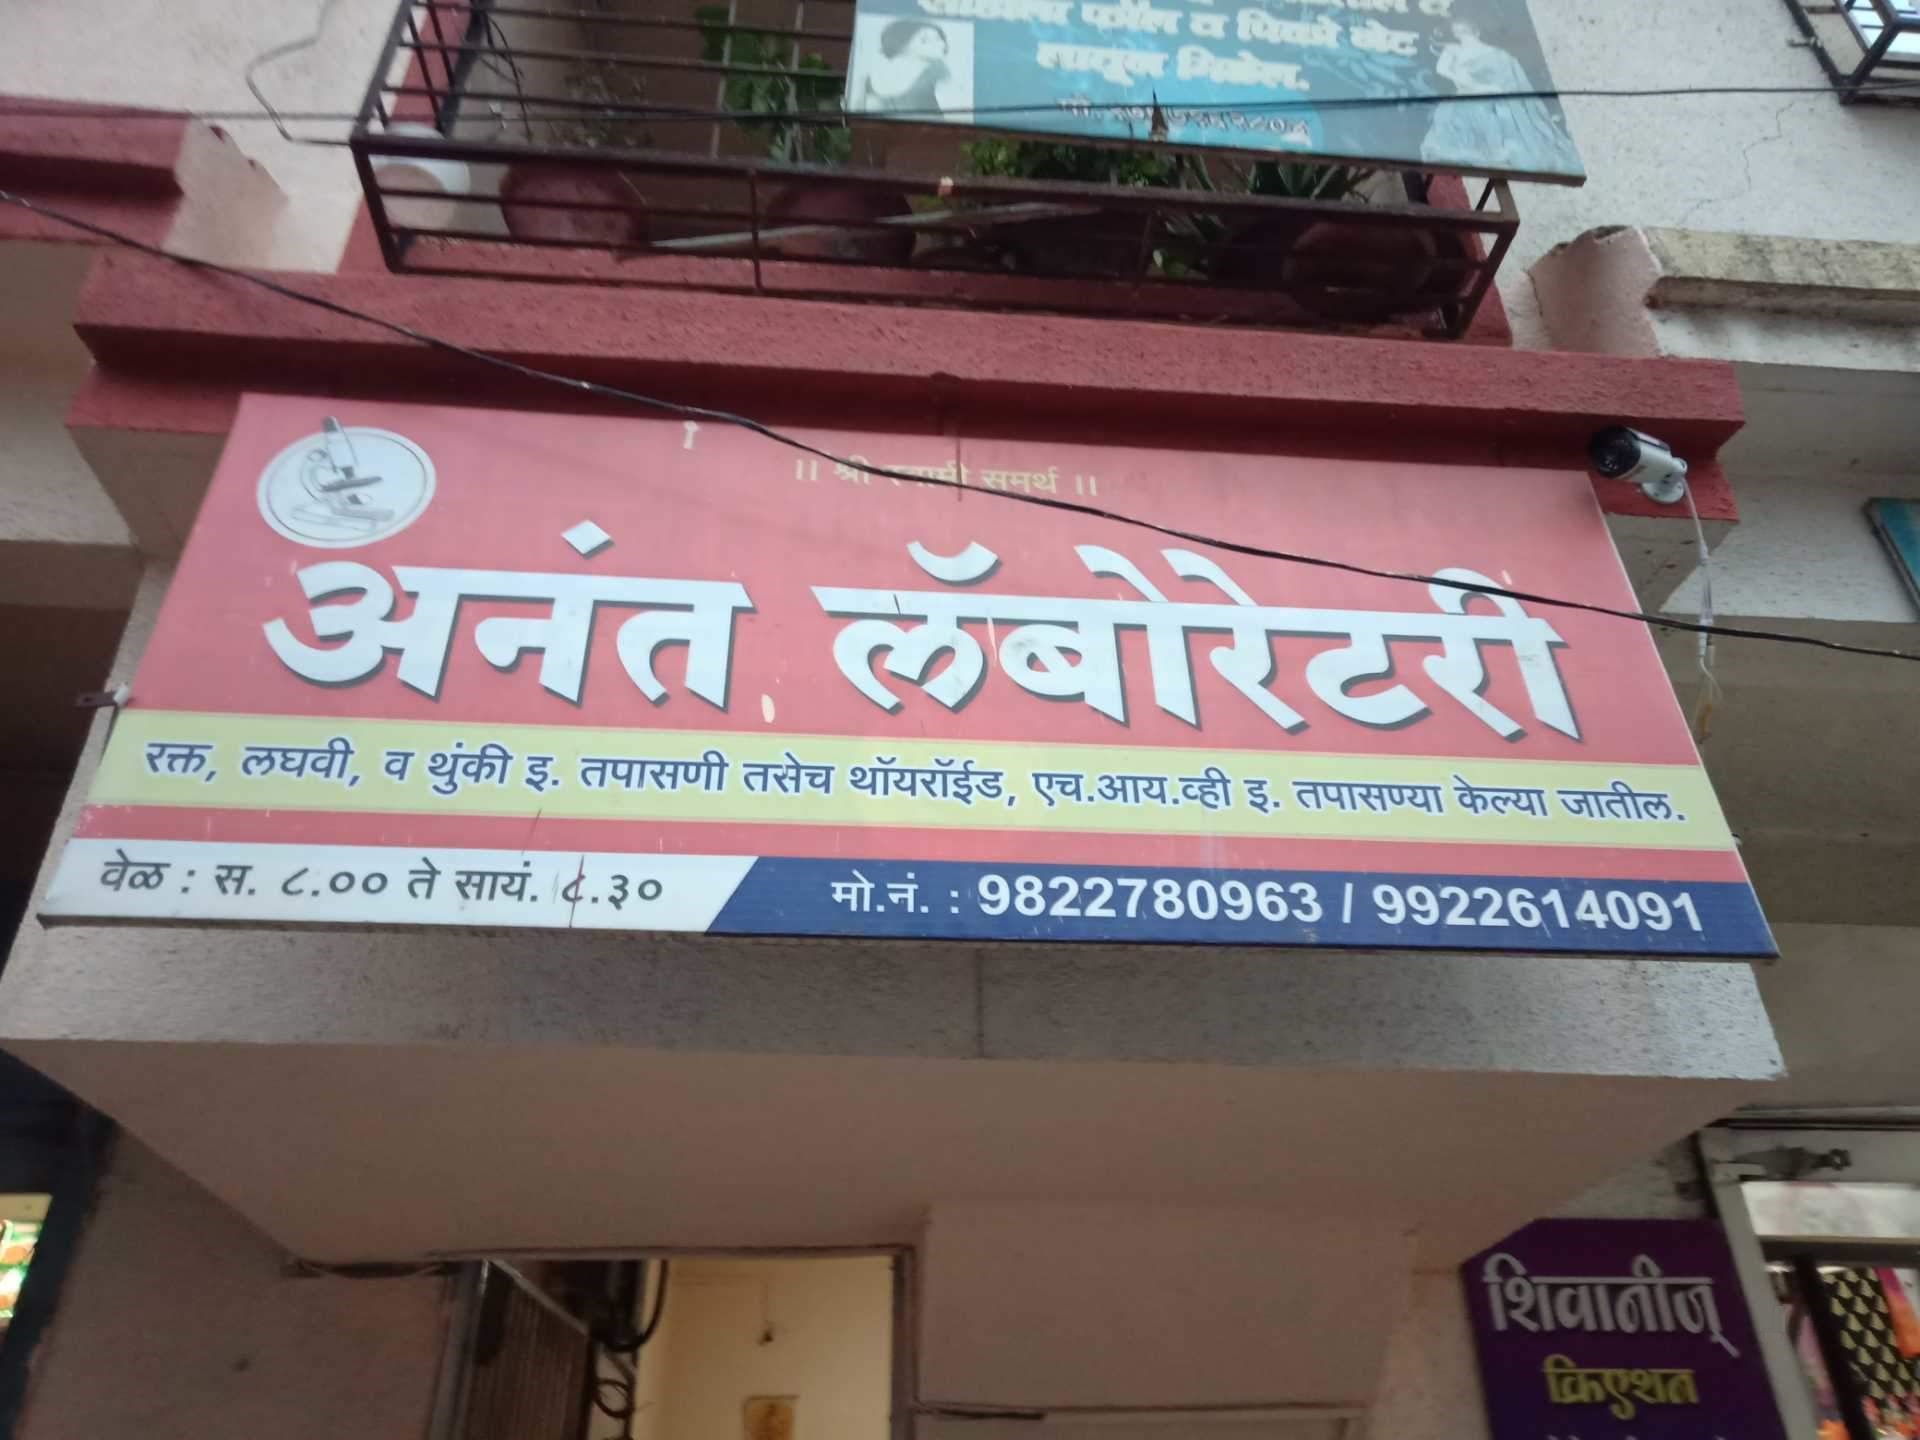 साडीला फॉल व पिको नेट
लावून मिळेल.
।। श्री स्वामी समर्थ ।।
अनंत लॅबोरेटरी
रक्त, लघवी, व थुंकी इ. तपासणी तसेच थॉयरॉईड, एच.आय.व्ही इ. तपासण्या केल्या जातील.
वेळ : स. ८.०० ते सायं. ८.३०
मो.नं. : 9822780963 / 9922614091
शिवानीज्
क्रिएशन